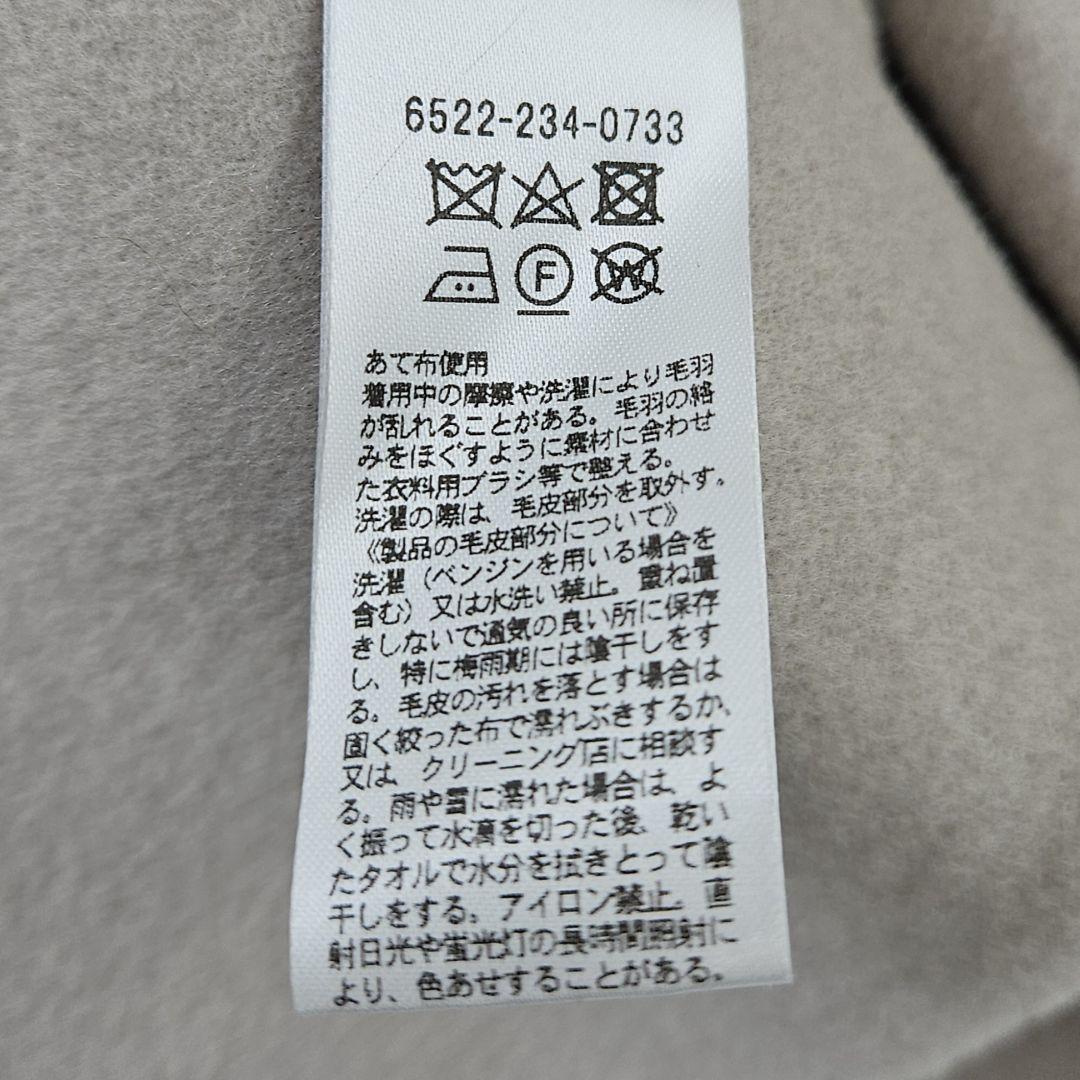 6522-234-0733
F
W
あて布使用
着用中の摩擦や洗濯により毛羽
が乱れることがある。毛羽の絡
みをほぐすように素材に合わせ
た衣料用ブラシ等で整える。
洗濯の際は、毛皮部分を取外す。
《製品の毛皮部分について》
洗濯（ベンジンを用いる場合を
含む）又は水洗い禁止。重ね置
きしないで通気の良い所に保存
し、特に梅雨期には陰干しをす
る。毛皮の汚れを落とす場合は
固く絞った布で濡れぶきするか、
又は、クリーニング店に相談す
る。雨や雪に濡れた場合は、よ
く振って水滴を切った後、乾い
たタオルで水分を拭きとって陰
干しをする。アイロン禁止。直
射日光や蛍光灯の長時間照射に
より、色あせすることがある。